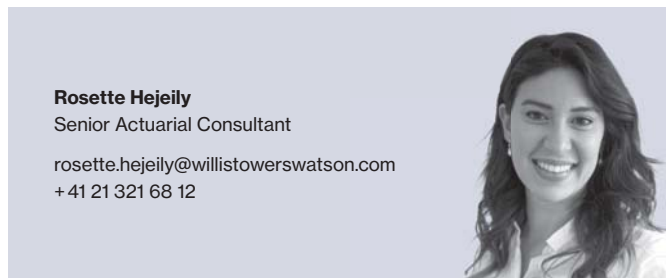 Rosette Hejeily
Senior Actuarial Consultant
rosette.hejeily@willistowerswatson.com
+ 41 21 321 68 12